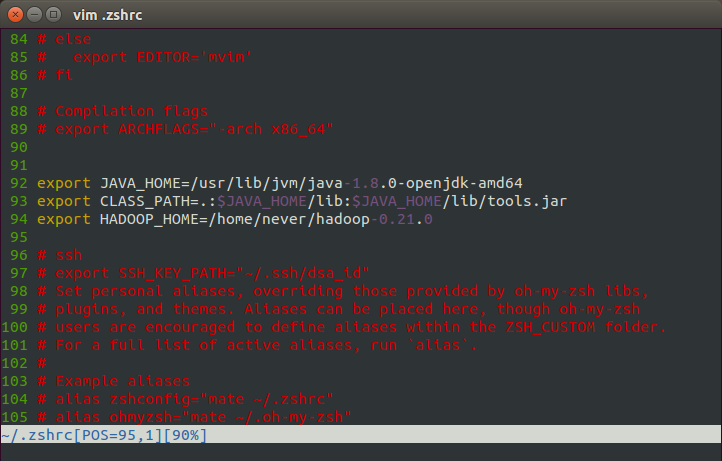 vim .zshrc
84 # else
85 #   export EDITOR='mvim'
86 # fi
87
88 # Compilation flags
89 # export ARCHFLAGS="-arch x86_64"
90
91
92 export JAVA_HOME=/usr/lib/jvm/java-1.8.0-openjdk-amd64
93 export CLASS_PATH=.:$JAVA_HOME/lib:$JAVA_HOME/lib/tools.jar
94 export HADOOP_HOME=/home/never/hadoop-0.21.0
95
96 # ssh
97 # export SSH_KEY_PATH="~/.ssh/dsa_id"
98 # Set personal aliases, overriding those provided by oh-my-zsh libs,
99 # plugins, and themes. Aliases can be placed here, though oh-my-zsh
100 # users are encouraged to define aliases within the ZSH_CUSTOM folder.
101 # For a full list of active aliases, run `alias`.
102 #
103 # Example aliases
104 # alias zshconfig="mate ~/.zshrc"
105 # alias ohmyzsh="mate ~/.oh-my-zsh"
~/.zshrc[POS=95,1][90%]